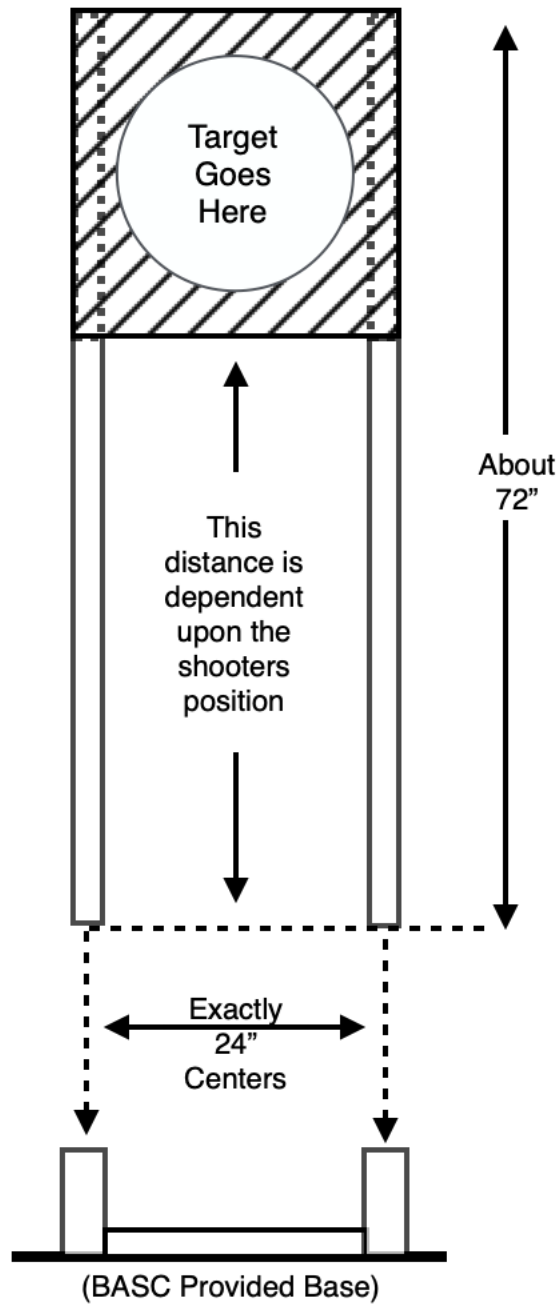 Target
Goes
Here
About
72”
This
distance is
dependent
upon the
shooters
position
Exactly
24”
Centers
(BASC Provided Base)